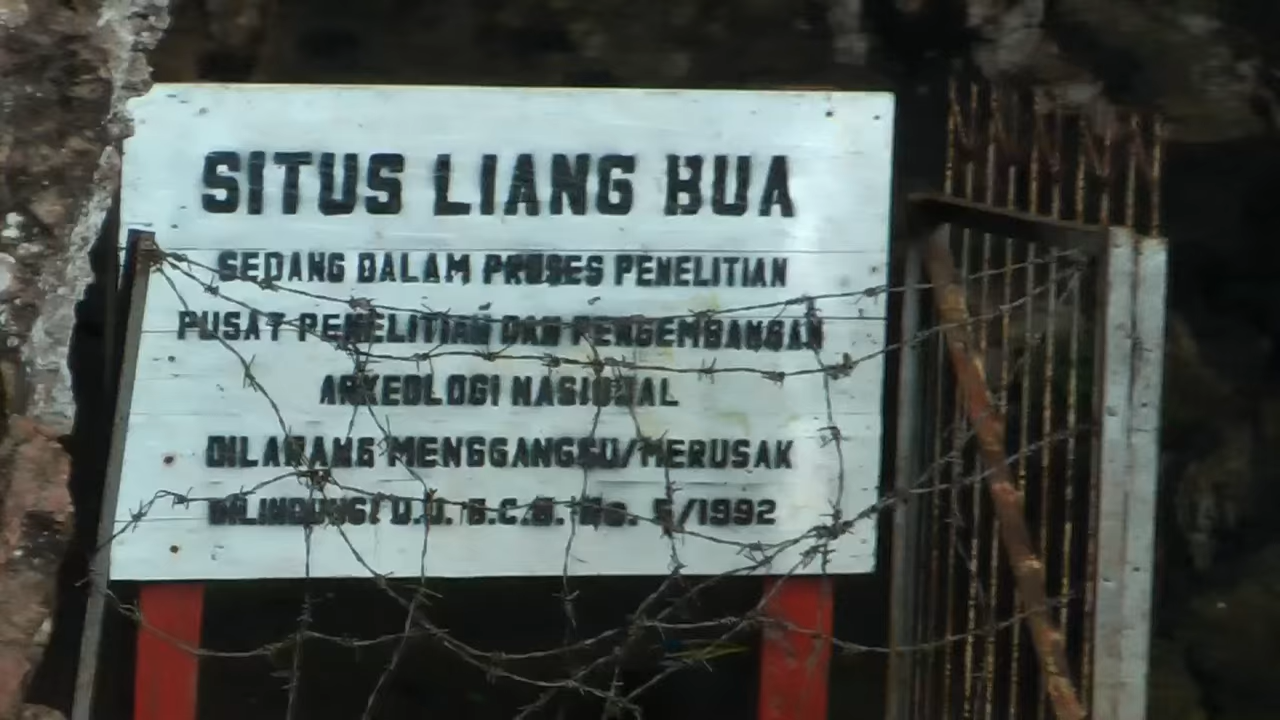 SITUS LIANG BUA
SEDANG DALAM PROSES PENELITIAN
PUSAT PENELITIAN DAN PENGEMBANGAN
ARKEOLOGI NASIONAL
DILARANG MENGGANGGU/MERUSAK
DILINDUNGI U.U. B.C.B. No. 5/1992